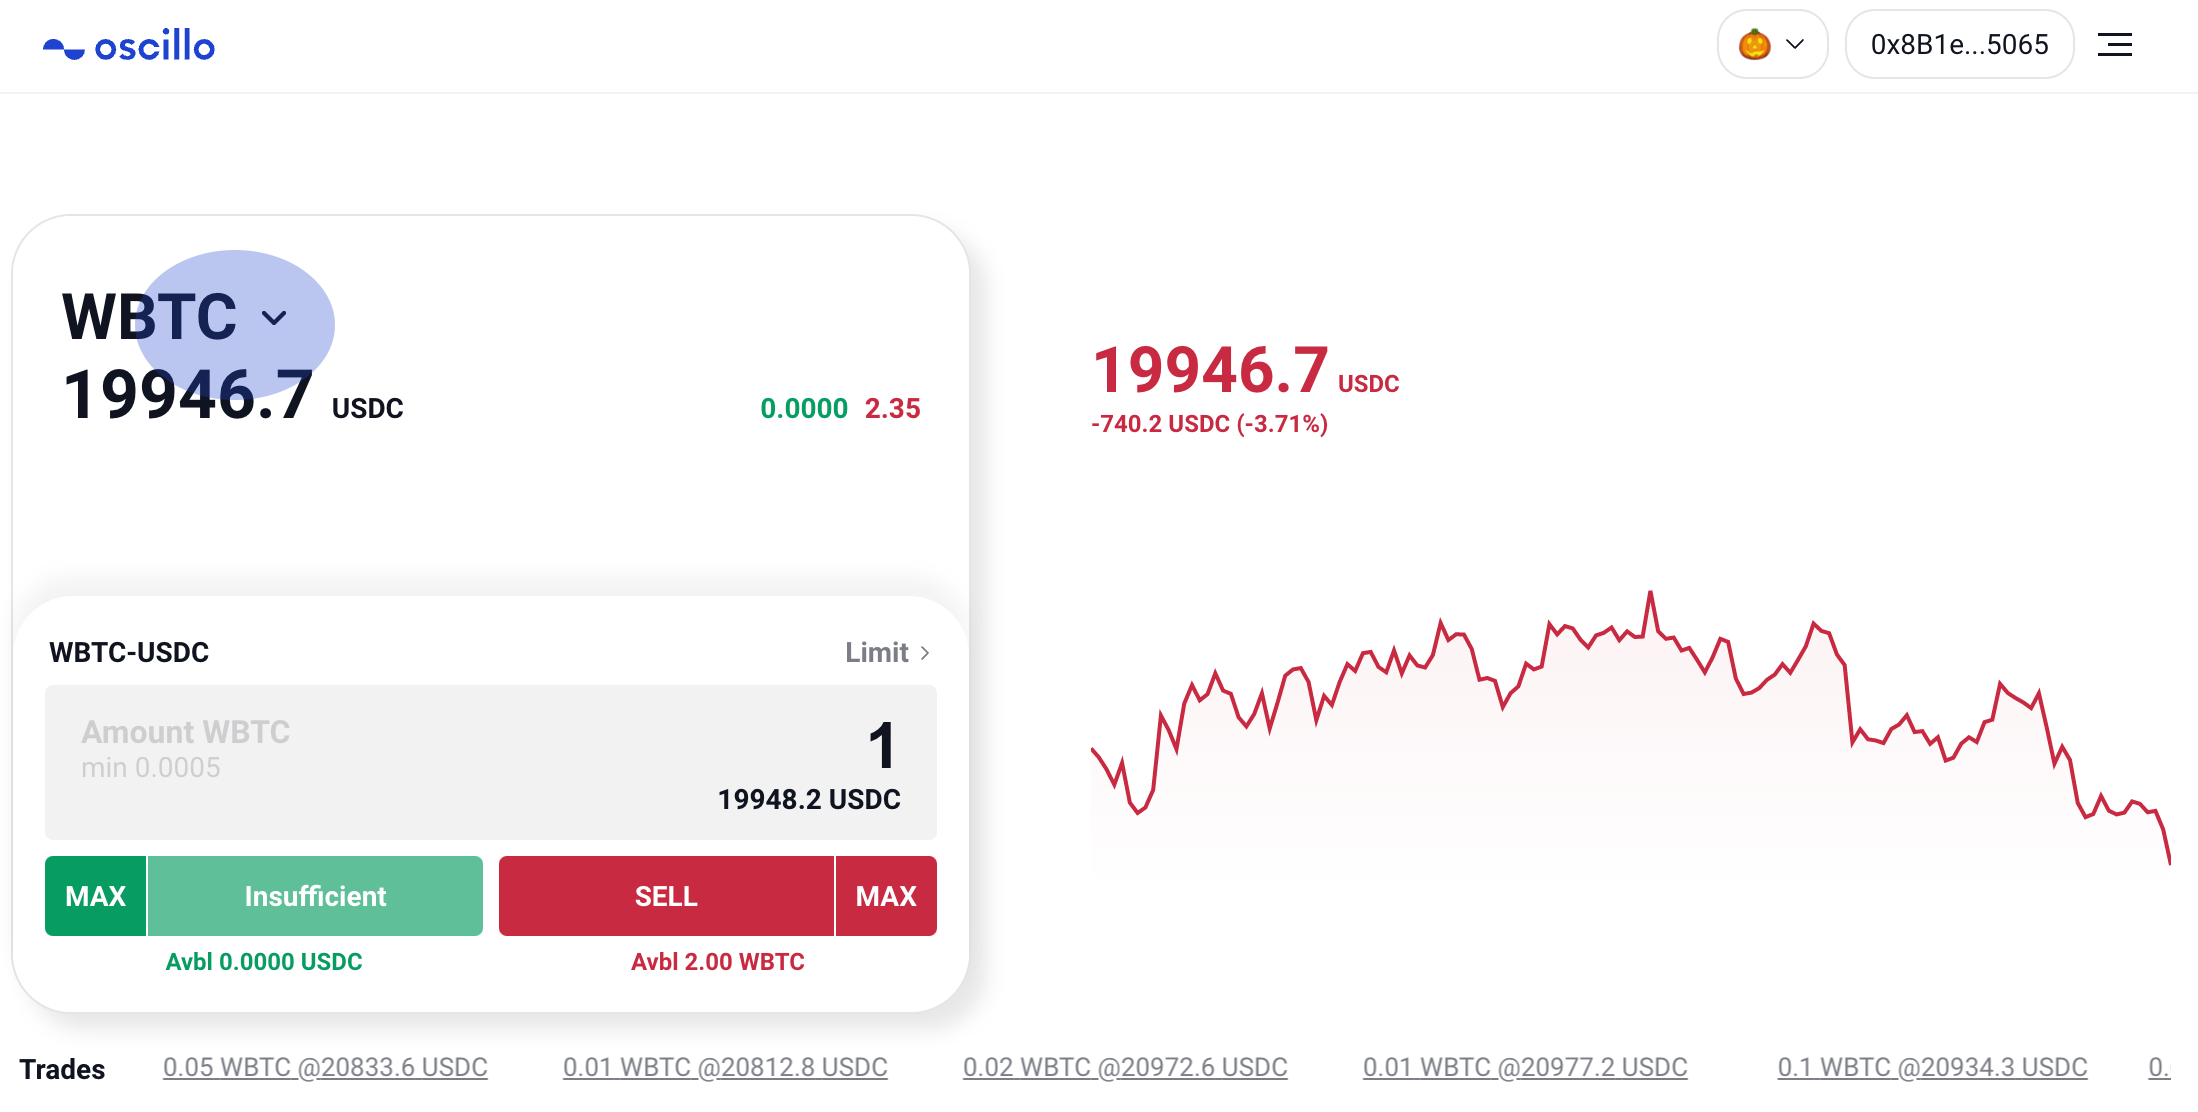 oscillo
0x8B1e...5065
WBTC
19946.7 USDC
0.0000 2.35
19946.7 USDC
-740.2 USDC (-3.71%)
WBTC-USDC
Limit
Amount WBTC
min 0.0005
1
19948.2 USDC
MAX
Insufficient
SELL
MAX
Avbl 0.0000 USDC
Avbl 2.00 WBTC
Trades
0.05 WBTC @20833.6 USDC
0.01 WBTC @20812.8 USDC
0.02 WBTC @20972.6 USDC
0.01 WBTC @20977.2 USDC
0.1 WBTC @20934.3 USDC